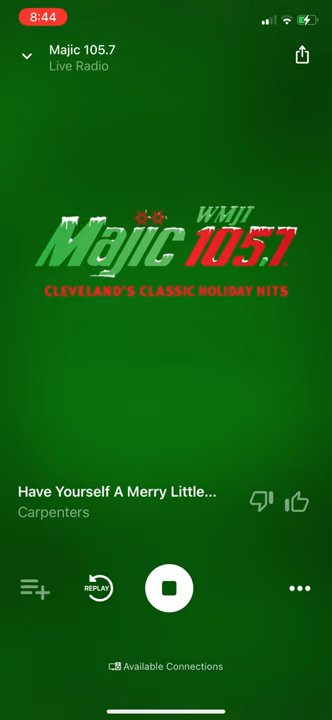 8:44
Majic 105.7
Live Radio
WMJI
Majic 105.7
CLEVELAND'S CLASSIC HOLIDAY HITS
Have Yourself A Merry Little...
Carpenters
REPLAY
Available Connections